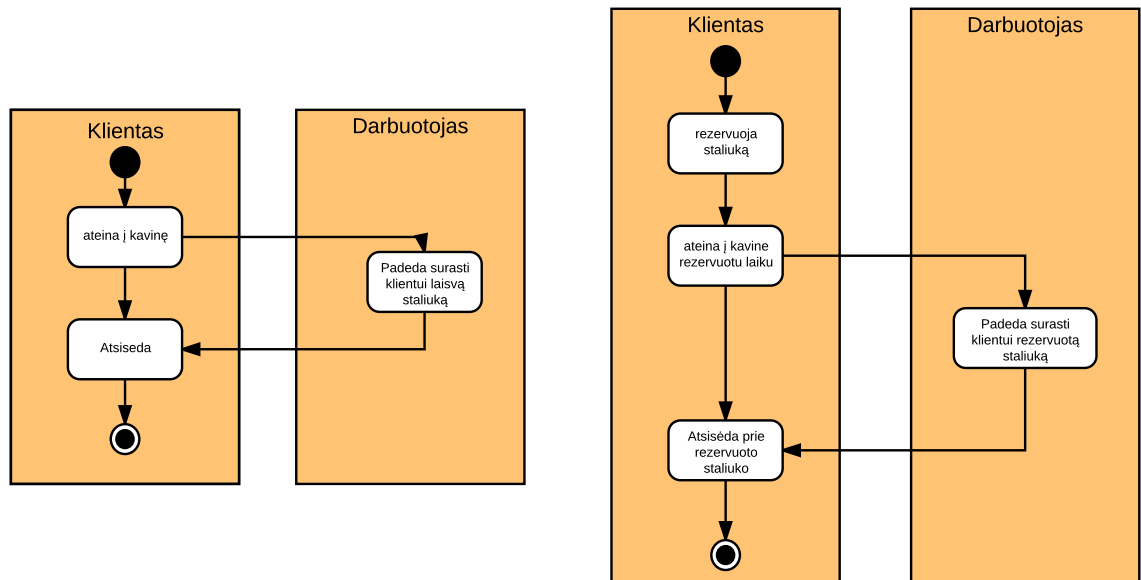 Klientas
Darbuotojas
ateina į kavinę
Padeda surasti
klientui laisvą
staliuką
Atsiseda
Klientas
Darbuotojas
rezervuoja
staliuką
ateina į kavine
rezervuotu laiku
Padeda surasti
klientui rezervuotą
staliuką
Atsisėda prie
rezervuoto
staliuko